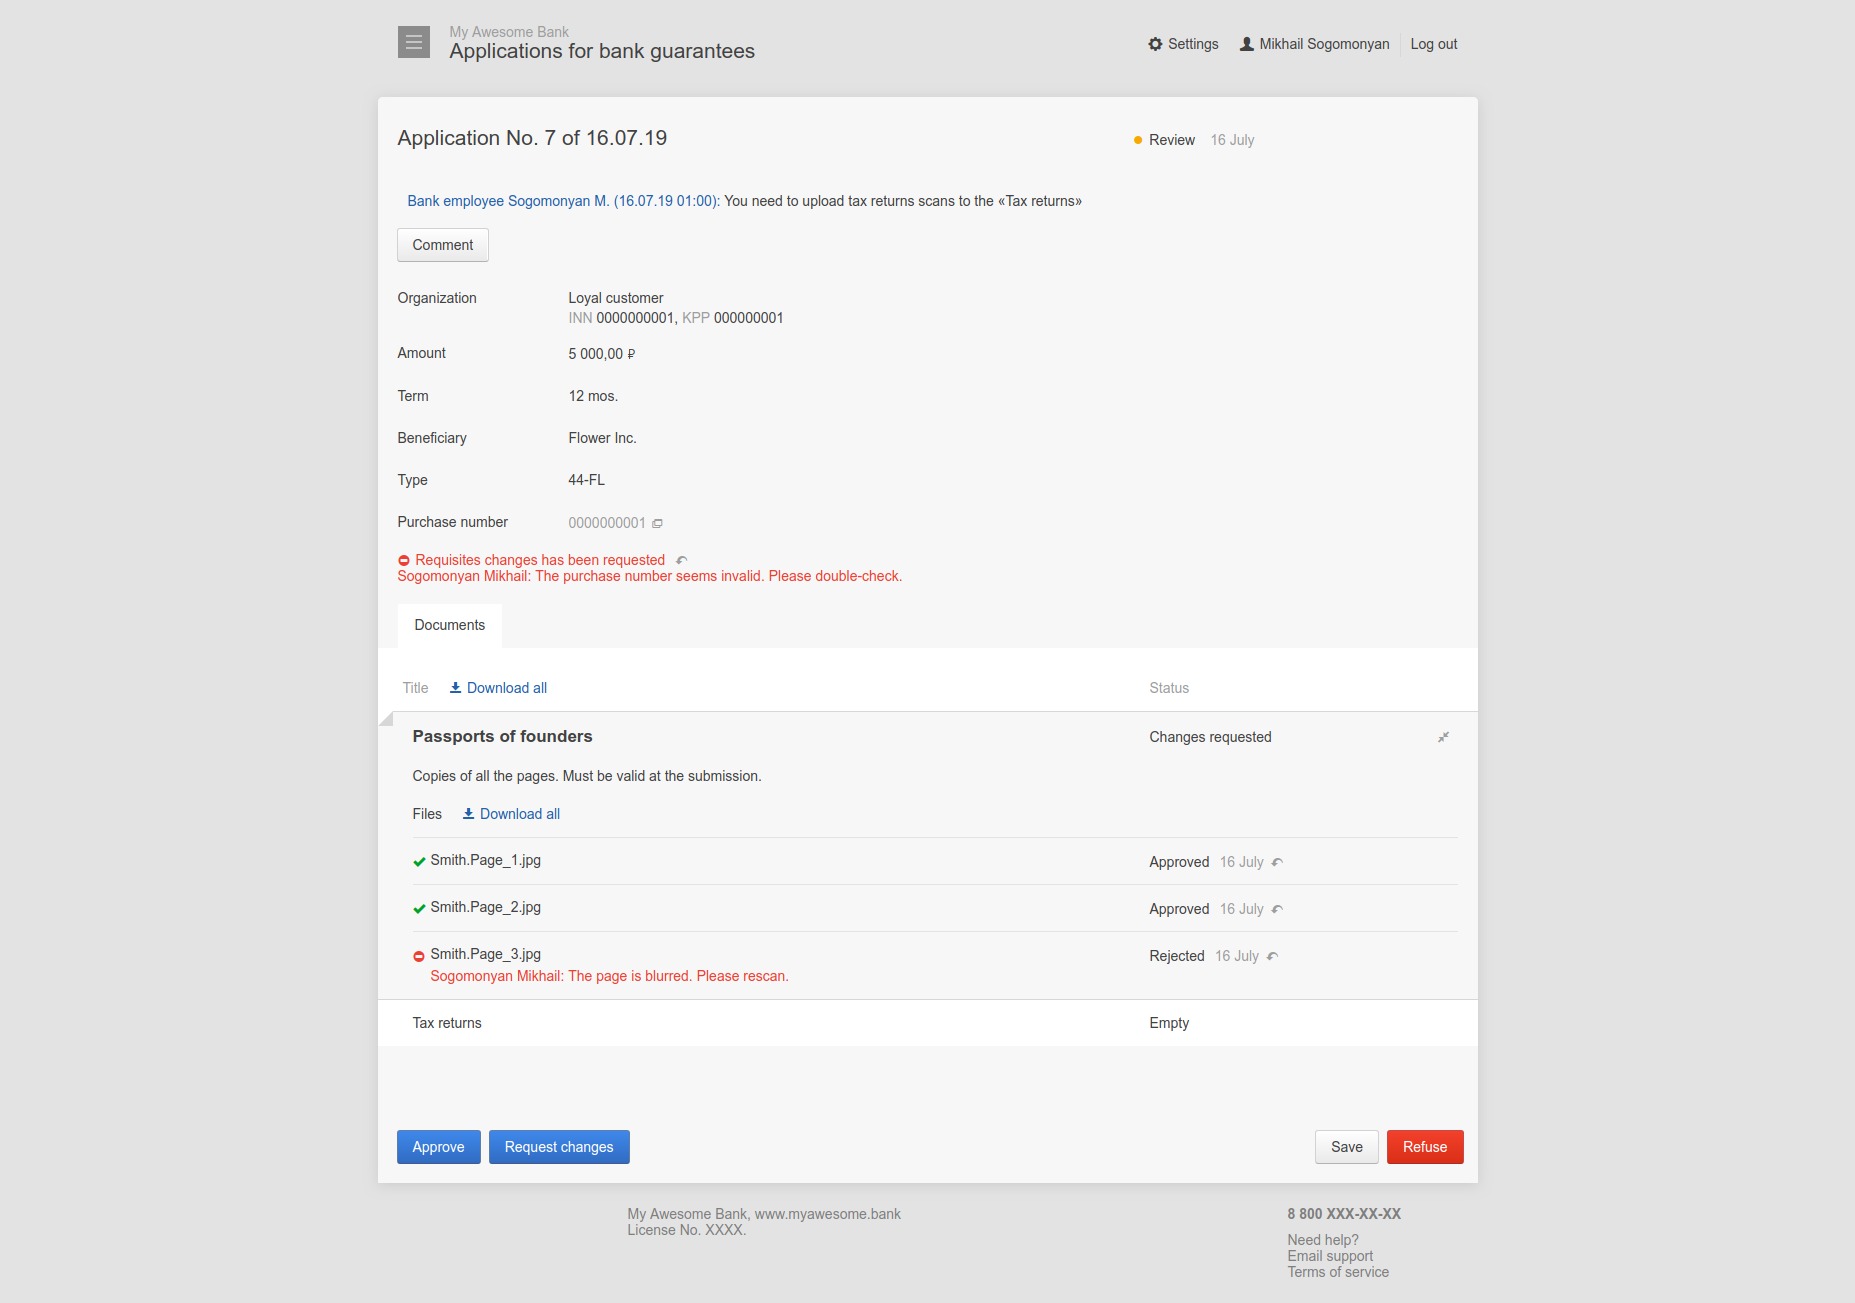 My Awesome Bank
Applications for bank guarantees
Settings
Mikhail Sogomonyan
Log out
Application No. 7 of 16.07.19
Review 16 July
Bank employee Sogomonyan M. (16.07.19 01:00): You need to upload tax returns scans to the «Tax returns»
Comment
Organization
Loyal customer
INN 0000000001, KPP 000000001
Amount
5 000,00 ₽
Term
12 mos.
Beneficiary
Flower Inc.
Type
44-FL
Purchase number
0000000001
Requisites changes has been requested
Sogomonyan Mikhail: The purchase number seems invalid. Please double-check.
Documents
Title
Download all
Status
Passports of founders
Changes requested
Copies of all the pages. Must be valid at the submission.
Files
Download all
Smith.Page_1.jpg
Approved 16 July
Smith.Page_2.jpg
Approved 16 July
Smith.Page_3.jpg
Rejected 16 July
Sogomonyan Mikhail: The page is blurred. Please rescan.
Tax returns
Empty
Approve
Request changes
Save
Refuse
My Awesome Bank, www.myawesome.bank
License No. XXXX.
8 800 XXX-XX-XX
Need help?
Email support
Terms of service